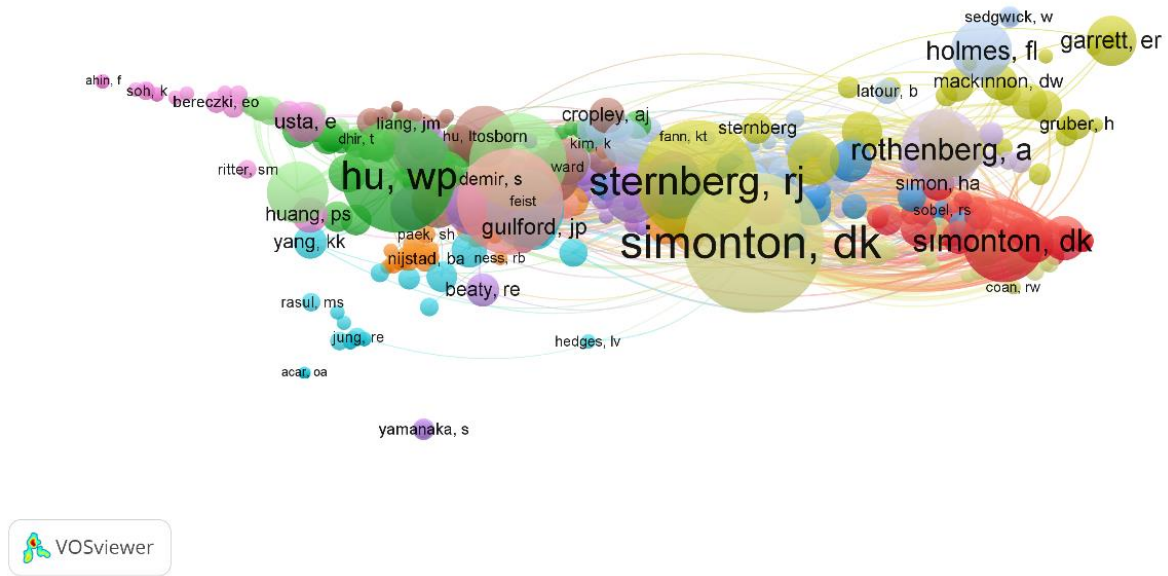 sedgwick, w
holmes, fl
garrett, er
ahin, f
soh, k
bereczki, eo
latour, b
mackinnon, dw
usta, e
liang, jm
cropley, aj
gruber, h
dhir, t
hu, ltosborn
kim, k
fann, kt
sternberg
ritter, sm
hu, wp
demir, s
ward
sternberg, rj
rothenberg, a
simon, ha
feist
huang, ps
guilford, jp
sobel, rs
yang, kk
paek, sh
simonton, dk
simonton, dk
nijstad, ba
ness, rb
beaty, re
coan, rw
rasul, ms
jung, re
hedges, lv
acar, oa
yamanaka, s
VOSviewer